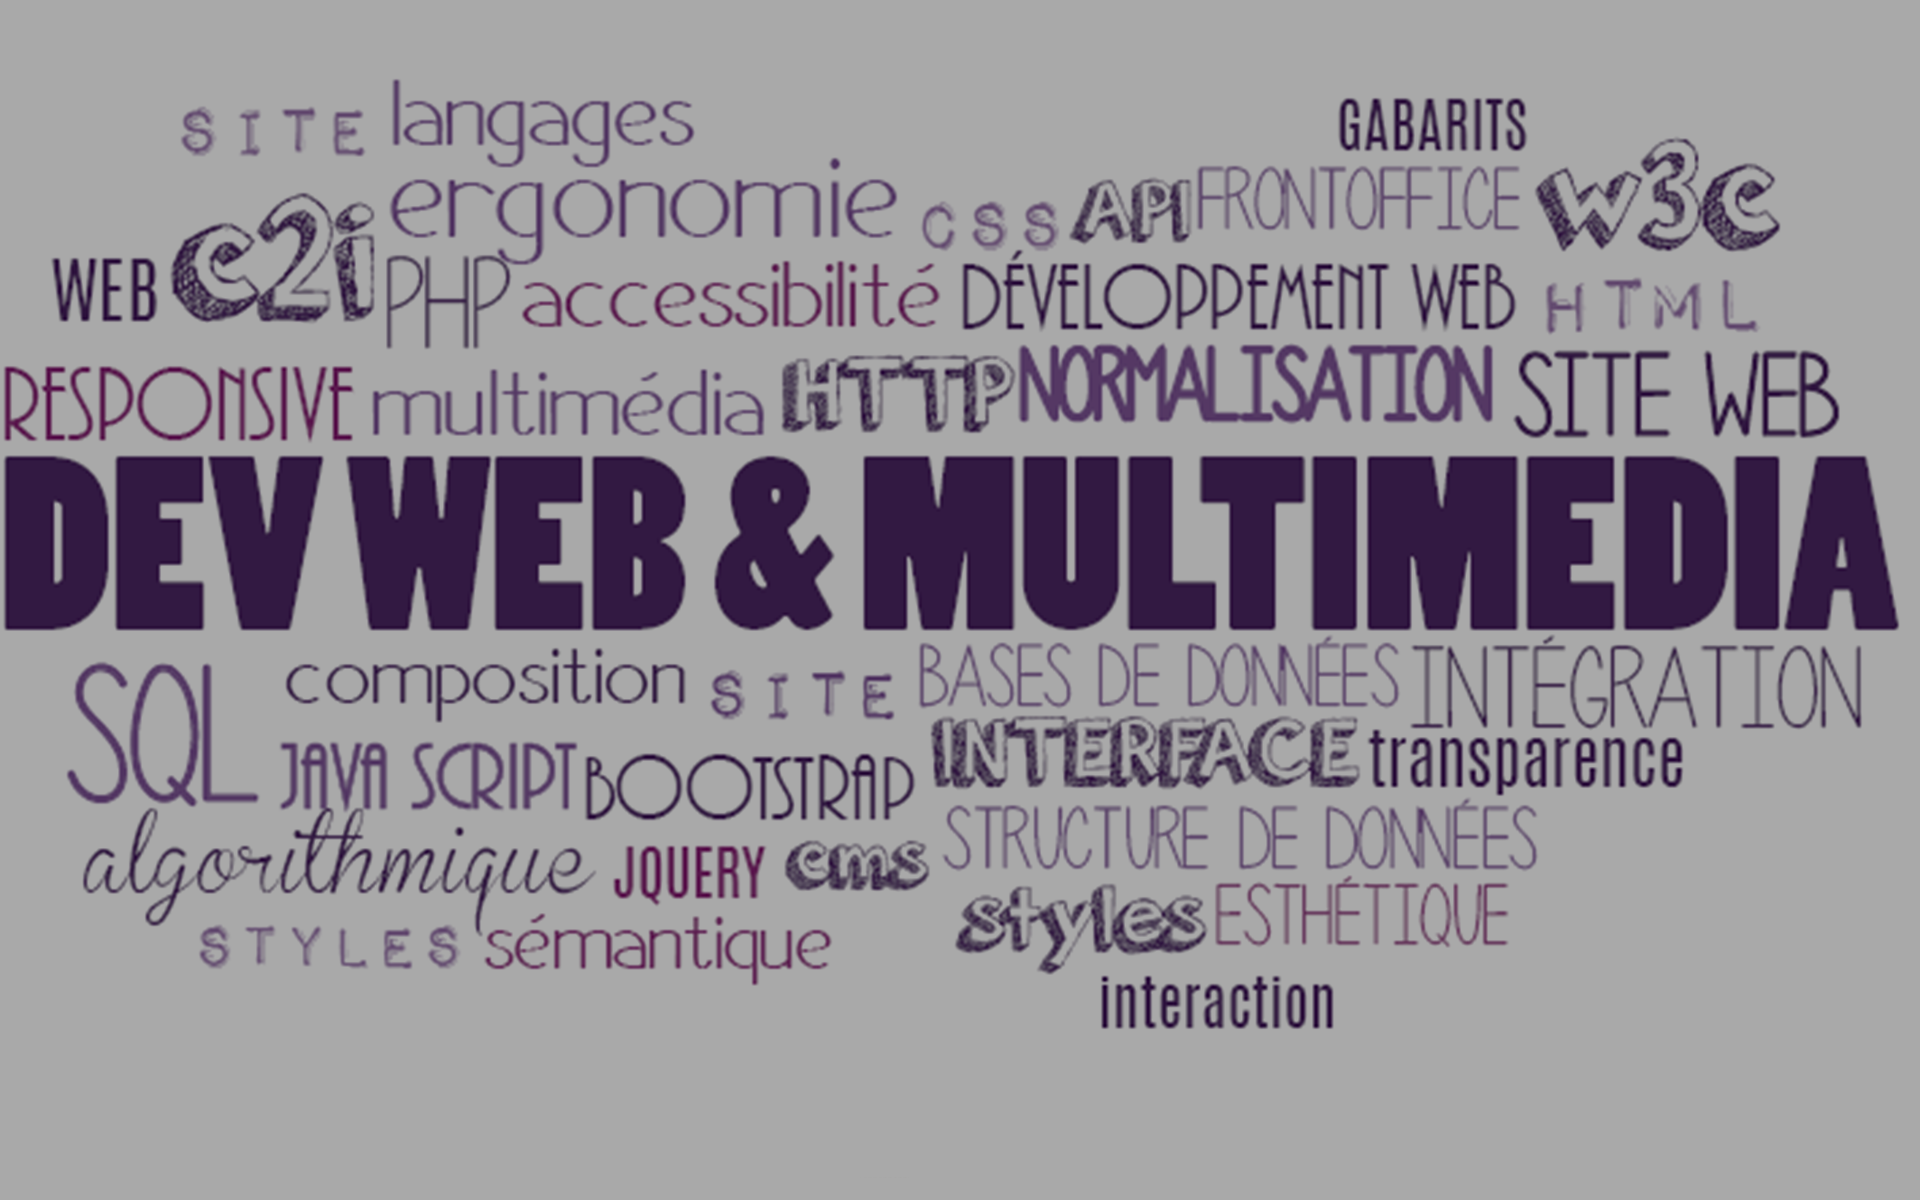 SITE langages GABARITS
ergonomie CSS API FRONTOFFICE w3c
WEB c2i PHP accessibilité DÉVELOPPEMENT WEB HTML
RESPONSIVE multimédia HTTP NORMALISATION SITE WEB
DEV WEB & MULTIMEDIA
SQL composition SITE BASES DE DONNÉES INTÉGRATION
JAVA SCRIPT BOOTSTRAP INTERFACE transparence
algorithmique JQUERY cms STRUCTURE DE DONNÉES
STYLES sémantique styles ESTHÉTIQUE
interaction